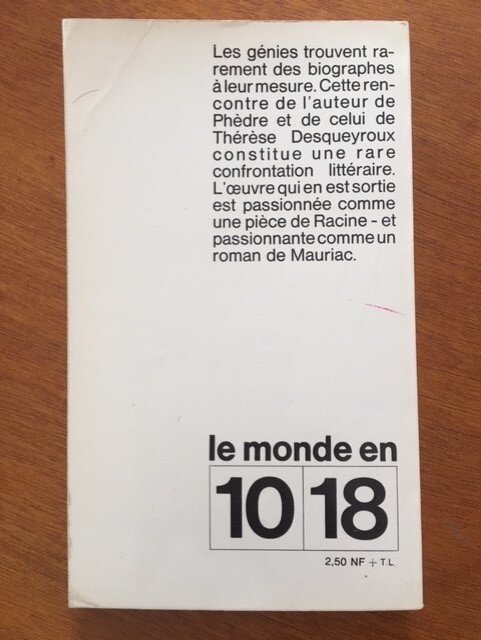 Les génies trouvent ra-
rement des biographes
à leur mesure. Cette ren-
contre de l'auteur de
Phèdre et de celui de
Thérèse Desqueyroux
constitue une rare
confrontation littéraire.
L'œuvre qui en est sortie
est passionnée comme
une pièce de Racine - et
passionnante comme un
roman de Mauriac.
le monde en
10 18
2,50 NF + T.L.